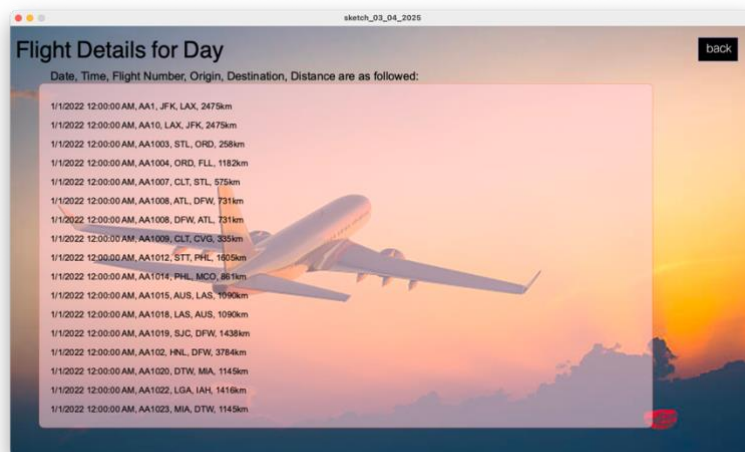 sketch_03_04_2025
Flight Details for Day
back
Date, Time, Flight Number, Origin, Destination, Distance are as followed:
1/1/2022 12:00:00 AM, AA1, JFK, LAX, 2475km
1/1/2022 12:00:00 AM, AA10, LAX, JFK, 2475km
1/1/2022 12:00:00 AM, AA1003, STL, ORD, 258km
1/1/2022 12:00:00 AM, AA1004, ORD, FLL, 1182km
1/1/2022 12:00:00 AM, AA1007, CLT, STL, 575km
1/1/2022 12:00:00 AM, AA1008, ATL, DFW, 731km
1/1/2022 12:00:00 AM, AA1008, DFW, ATL, 731km
1/1/2022 12:00:00 AM, AA1009, CLT, CVG, 335km
1/1/2022 12:00:00 AM, AA1012, STT, PHL, 1605km
1/1/2022 12:00:00 AM, AA1014, PHL, MCO, 861km
1/1/2022 12:00:00 AM, AA1015, AUS, LAS, 1090km
1/1/2022 12:00:00 AM, AA1018, LAS, AUS, 1090km
1/1/2022 12:00:00 AM, AA1019, SJC, DFW, 1438km
1/1/2022 12:00:00 AM, AA102, HNL, DFW, 3784km
1/1/2022 12:00:00 AM, AA1020, DTW, MIA, 1145km
1/1/2022 12:00:00 AM, AA1022, LGA, IAH, 1416km
1/1/2022 12:00:00 AM, AA1023, MIA, DTW, 1145km